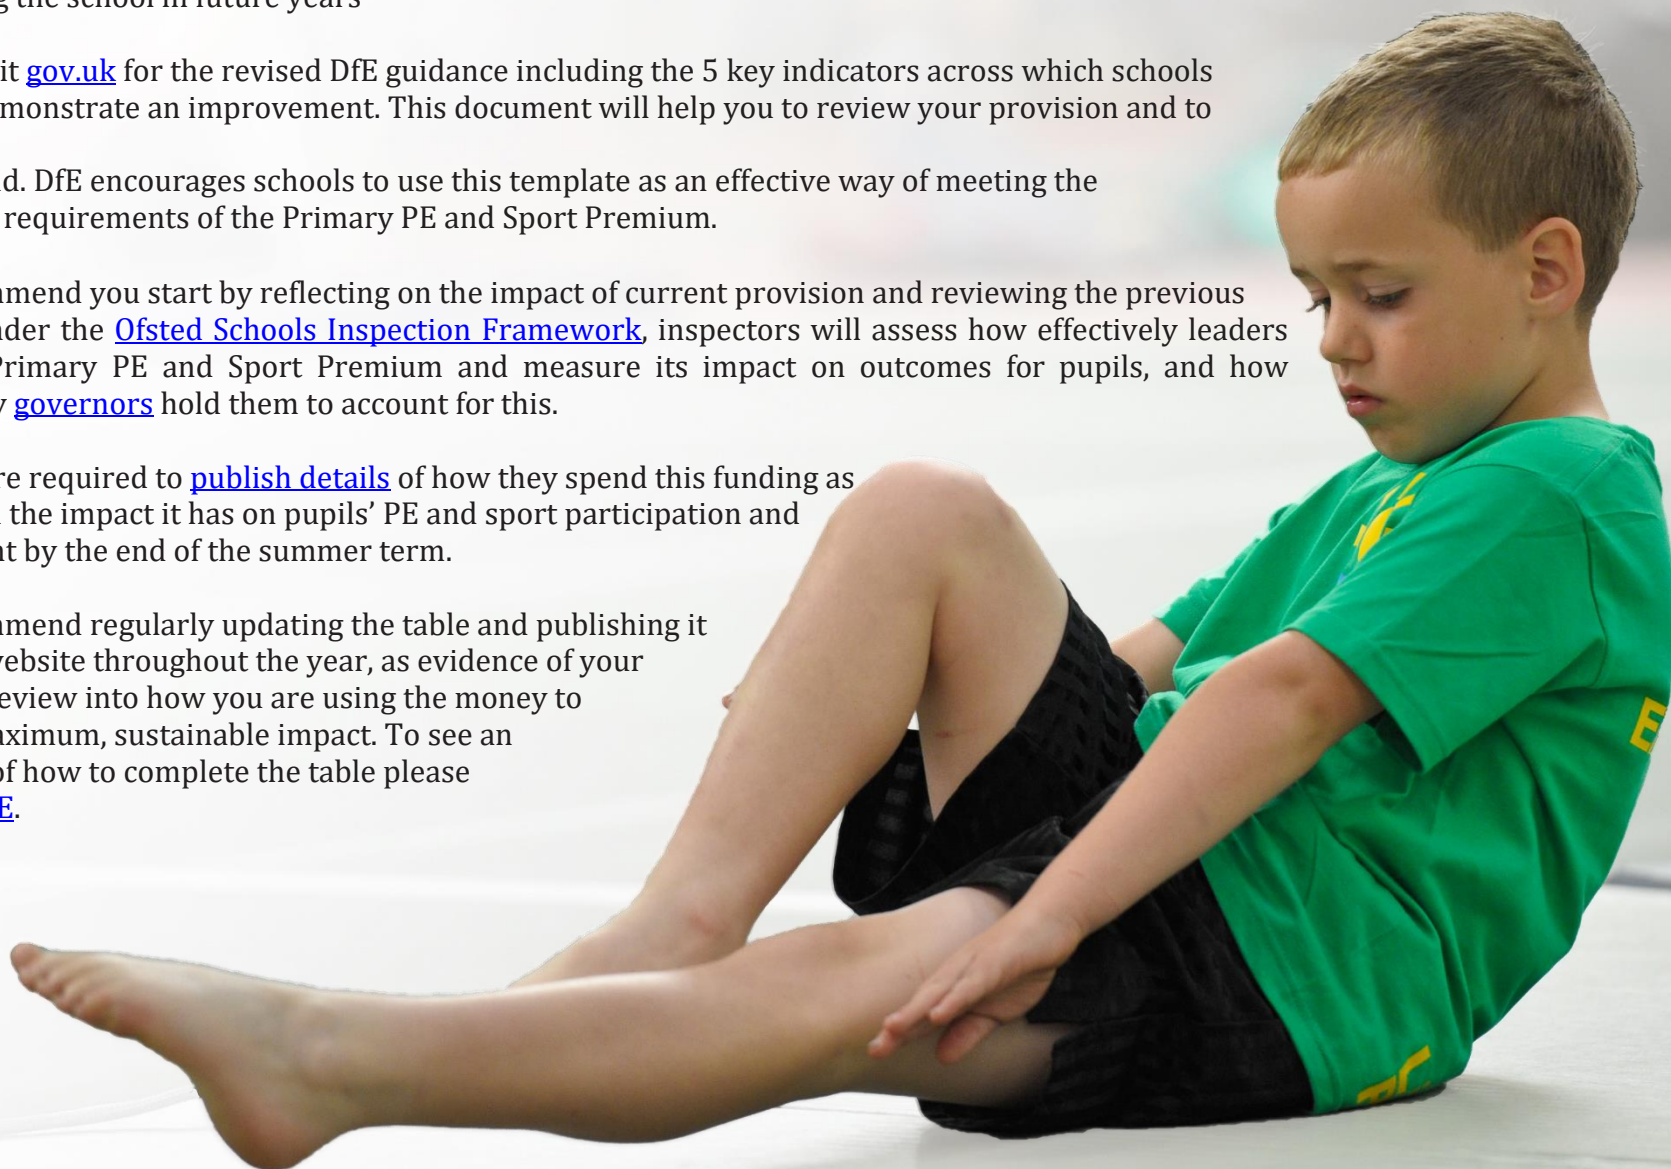 g the school in future years
it gov.uk for the revised DfE guidance including the 5 key indicators across which schools
monstrate an improvement. This document will help you to review your provision and to
d. DfE encourages schools to use this template as an effective way of meeting the
requirements of the Primary PE and Sport Premium.
mmend you start by reflecting on the impact of current provision and reviewing the previous
nder the Ofsted Schools Inspection Framework, inspectors will assess how effectively leaders
Primary PE and Sport Premium and measure its impact on outcomes for pupils, and how
y governors hold them to account for this.
re required to publish details of how they spend this funding as
the impact it has on pupils’ PE and sport participation and
nt by the end of the summer term.
mmend regularly updating the table and publishing it
website throughout the year, as evidence of your
review into how you are using the money to
aximum, sustainable impact. To see an
of how to complete the table please
E.